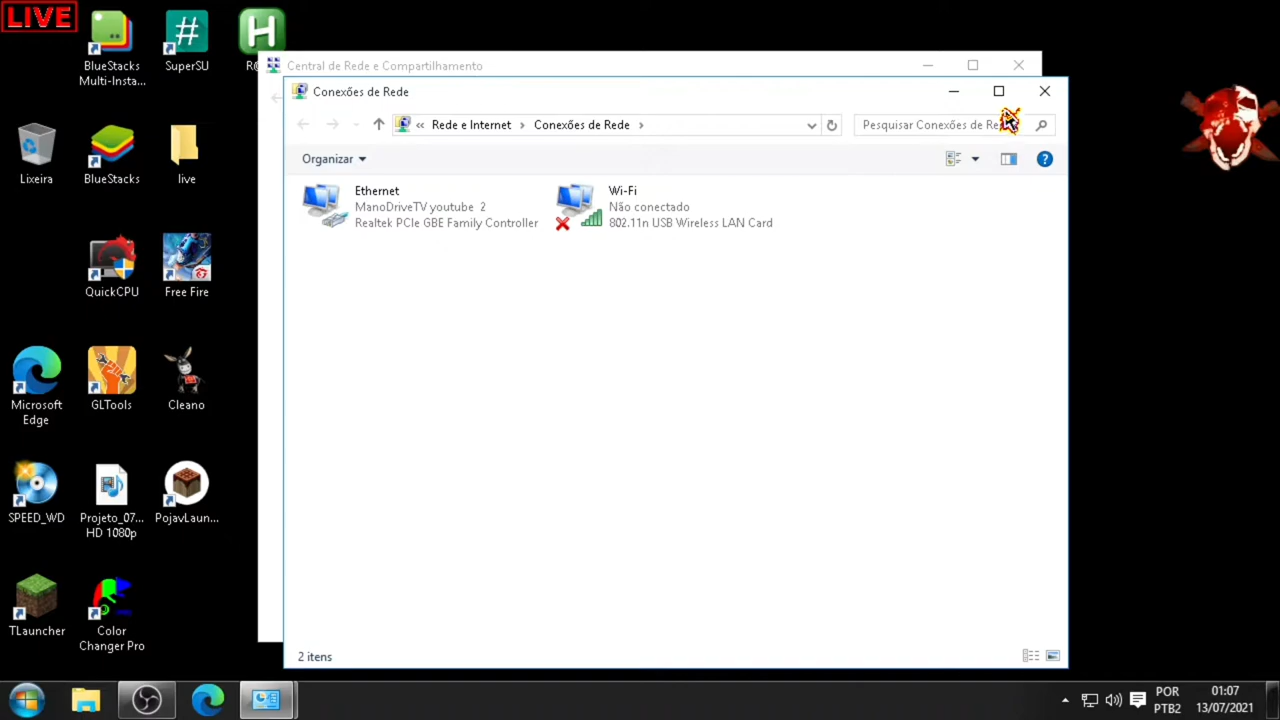 LIVE
BlueStacks
Multi-Insta...
SuperSU
Lixeira
BlueStacks
live
QuickCPU
Free Fire
Microsoft
Edge
GLTools
Cleano
SPEED_WD
Projeto_07...
HD 1080p
PojavLaun...
TLauncher
Color
Changer Pro
Central de Rede e Compartilhamento
Conexões de Rede
« Rede e Internet › Conexões de Rede ›
Pesquisar Conexões de Re
Organizar
Ethernet
ManoDriveTV youtube 2
Realtek PCIe GBE Family Controller
Wi-Fi
Não conectado
802.11n USB Wireless LAN Card
2 itens
POR
PTB2
01:07
13/07/2021